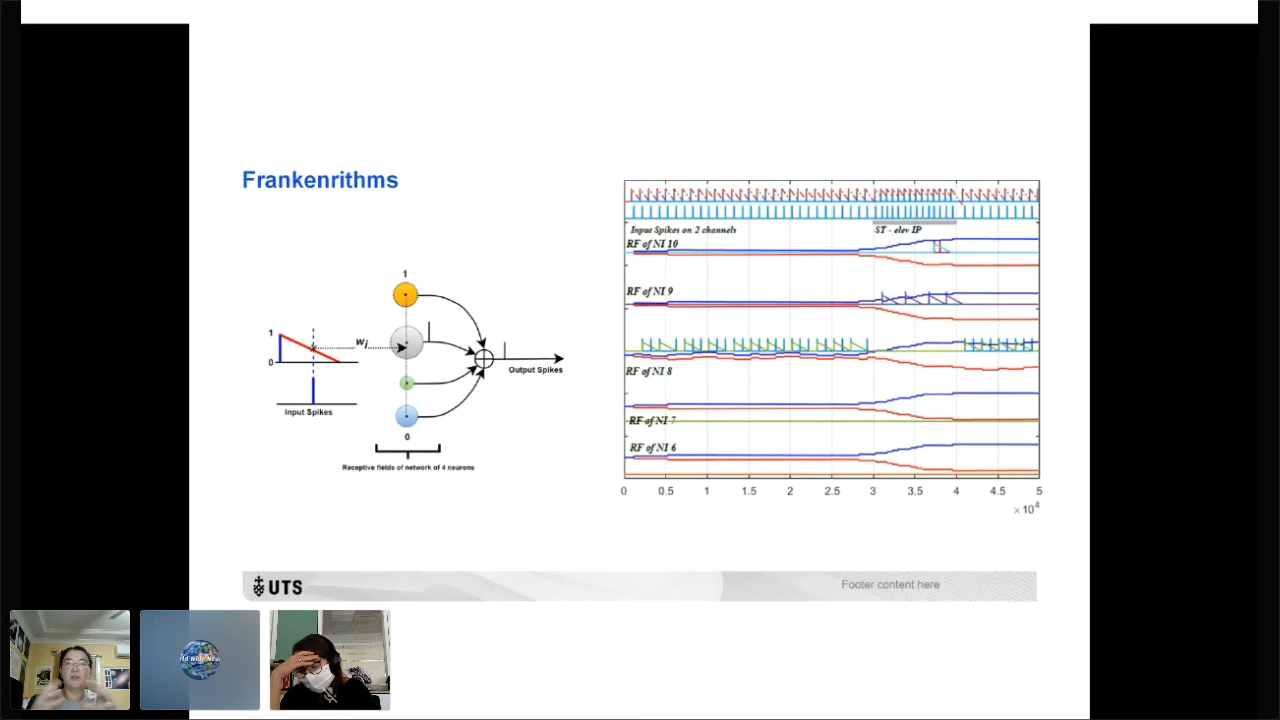 Frankenrithms
1
1
0
w_i
Input Spikes
Output Spikes
0
Receptive fields of network of 4 neurons
Input Spikes on 2 channels
ST - elev IP
RF of NI 10
RF of NI 9
RF of NI 8
RF of NI 7
RF of NI 6
0 0.5 1 1.5 2 2.5 3 3.5 4 4.5 5
× 10^4
UTS
Footer content here